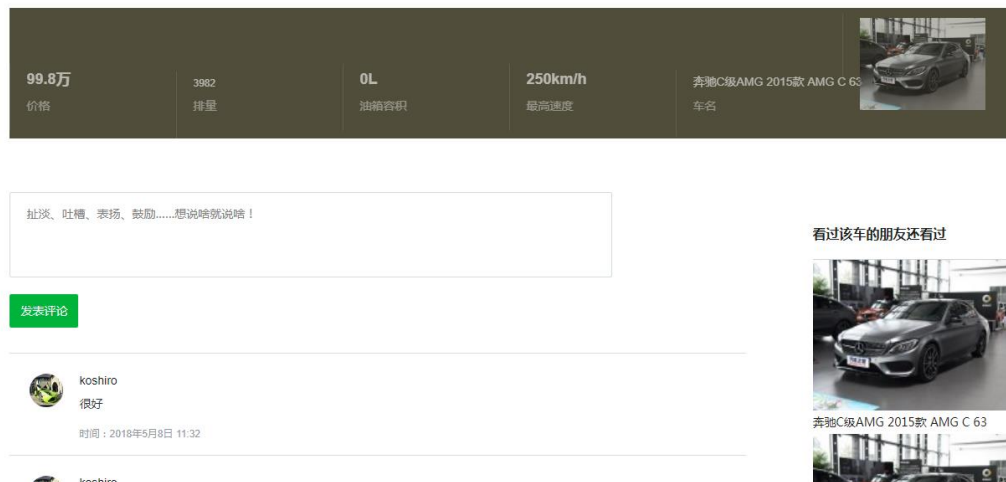 99.8万
3982
0L
250km/h
奔驰C级AMG 2015款 AMG C 63
价格
排量
油箱容积
最高速度
车名
扯淡、吐槽、表扬、鼓励......想说啥就说啥！
看过该车的朋友还看过
发表评论
koshiro
很好
时间：2018年5月8日 11:32
奔驰C级AMG 2015款 AMG C 63
koshiro